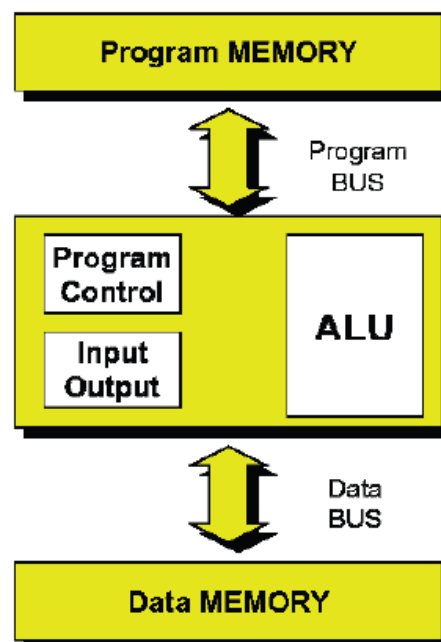 Program MEMORY
Program
BUS
Program
Control
Input
Output
ALU
Data
BUS
Data MEMORY